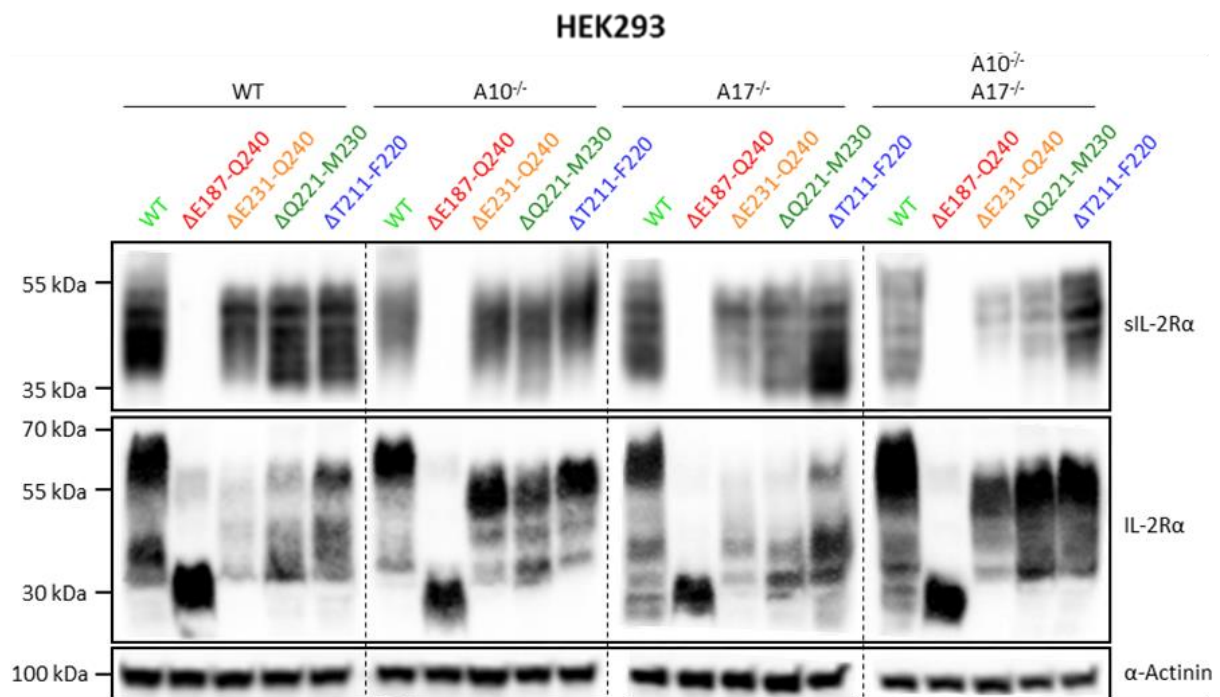 HEK293
WT A10-/- A17-/- A10-/-
A17-/-
WT ΔE187-Q240 ΔE231-Q240 ΔQ221-M230 ΔT211-F220 WT ΔE187-Q240 ΔE231-Q240 ΔQ221-M230 ΔT211-F220 WT ΔE187-Q240 ΔE231-Q240 ΔQ221-M230 ΔT211-F220 WT ΔE187-Q240 ΔE231-Q240 ΔQ221-M230 ΔT211-F220
55 kDa
sIL-2Rα
35 kDa
70 kDa
55 kDa
IL-2Rα
30 kDa
100 kDa α-Actinin